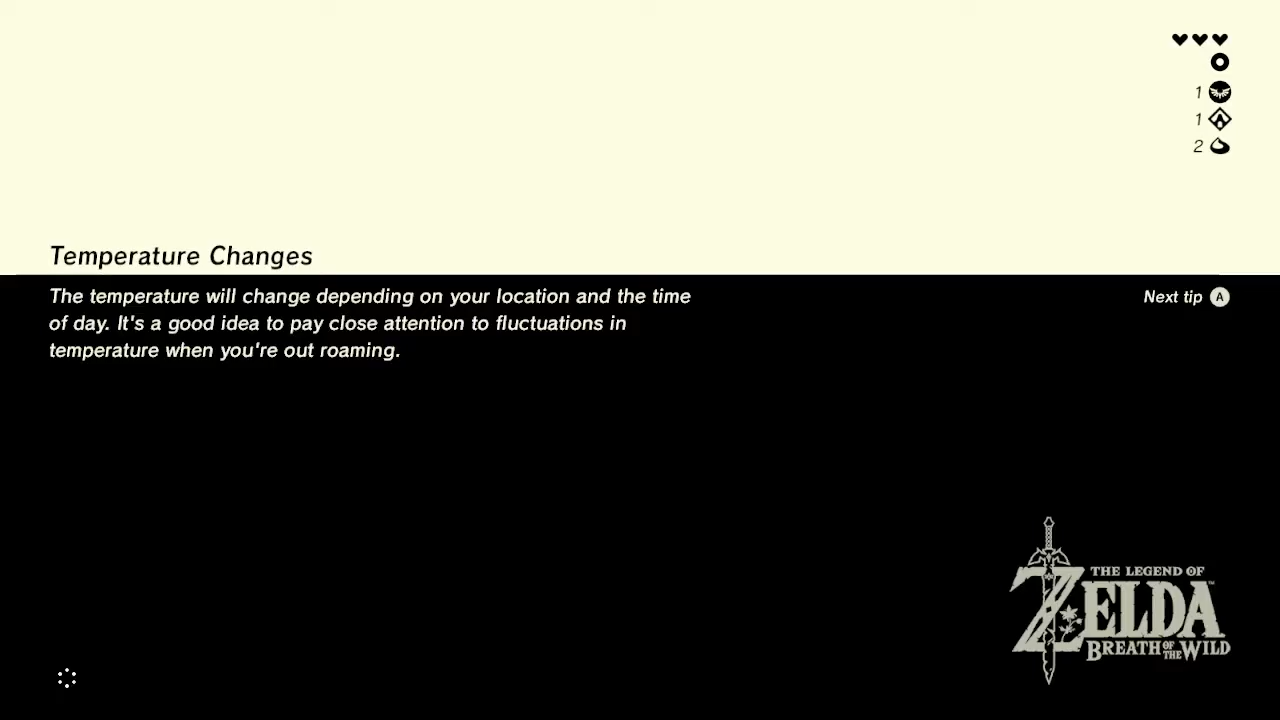 1
1
2
Temperature Changes
The temperature will change depending on your location and the time
of day. It's a good idea to pay close attention to fluctuations in
temperature when you're out roaming.
Next tip A
THE LEGEND OF
ZELDA™
BREATH OF THE WILD